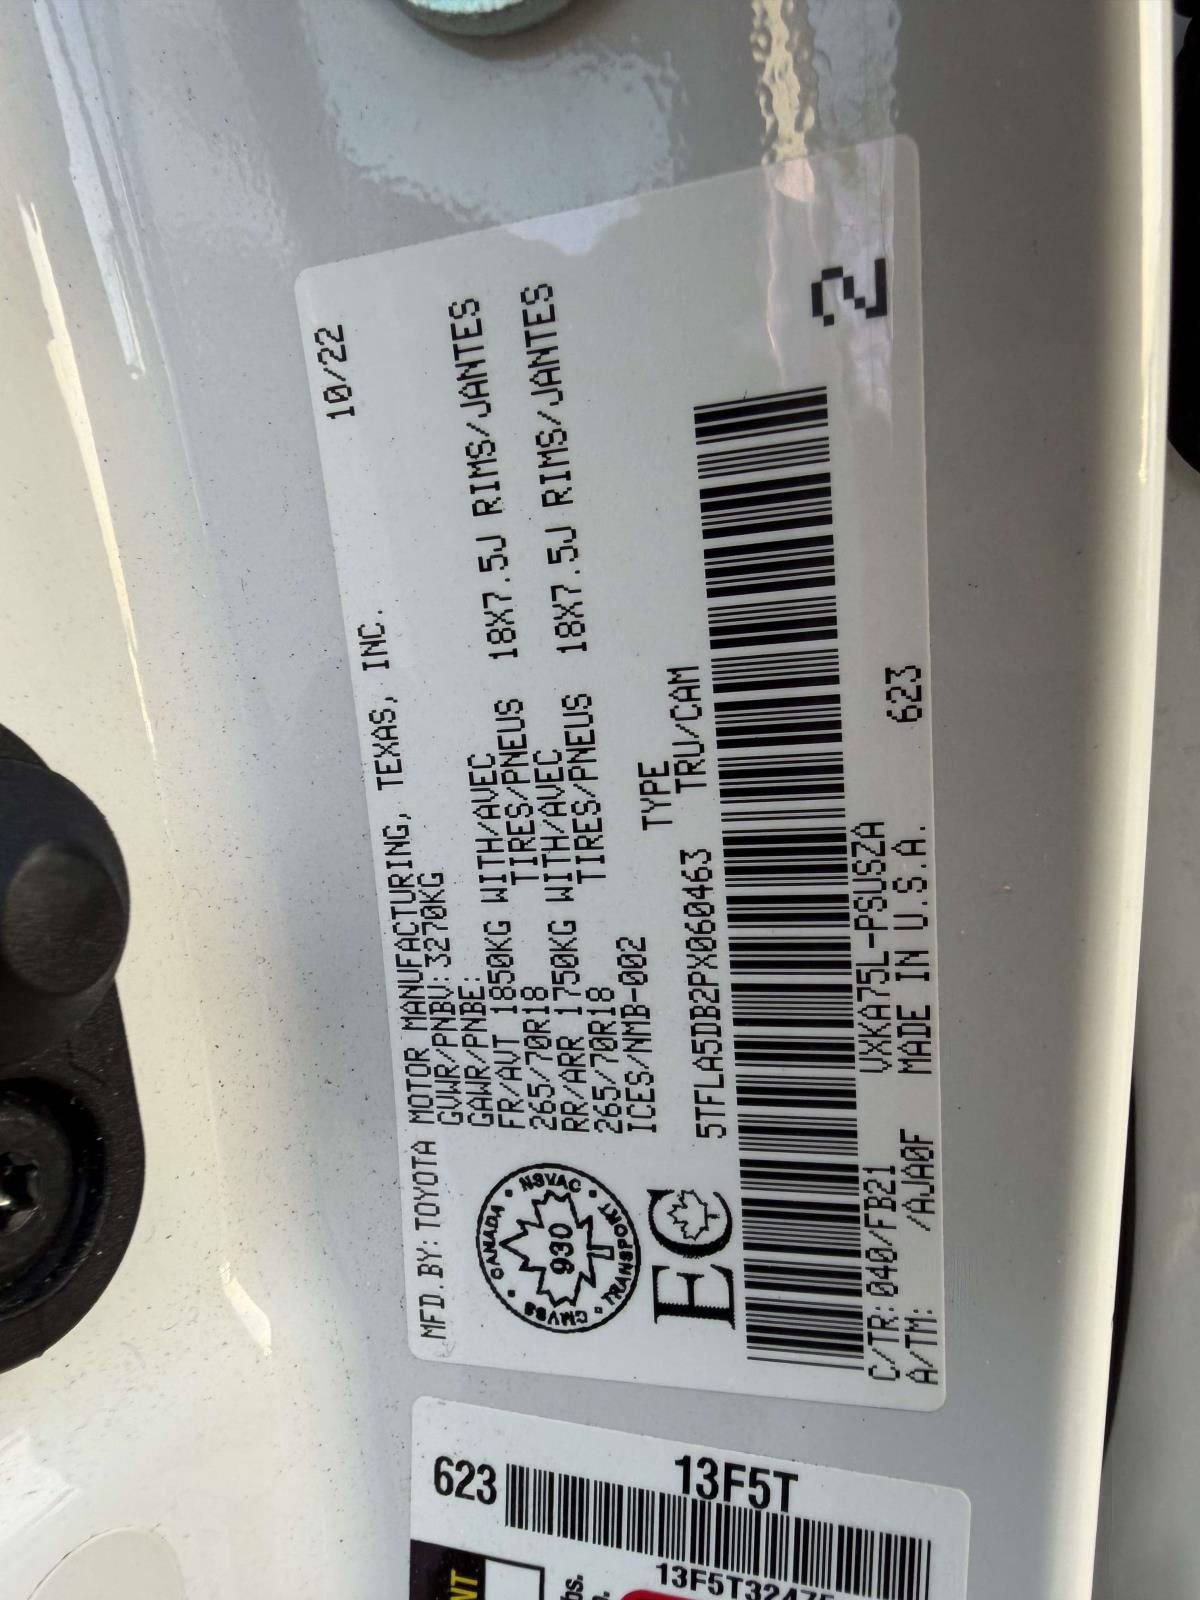 MFD.BY:TOYOTA MOTOR MANUFACTURING, TEXAS, INC. 10/22
GVWR/PNBV:3270KG
GAWR/PNBE:
FR/AVT 1850KG WITH/AVEC 18X7.5J RIMS/JANTES
265/70R18 TIRES/PNEUS
RR/ARR 1750KG WITH/AVEC 18X7.5J RIMS/JANTES
265/70R18 TIRES/PNEUS
ICES/NMB-002 TYPE
5TFLA5DB2PX060463 TRU/CAM
CANADA • NSVAC • TRANSPORT • CMVSS
930
EC
2
C/TR:040/FB21 VXKA75L-PSUSZA
A/TM: /AJA0F MADE IN U.S.A. 623
623 13F5T